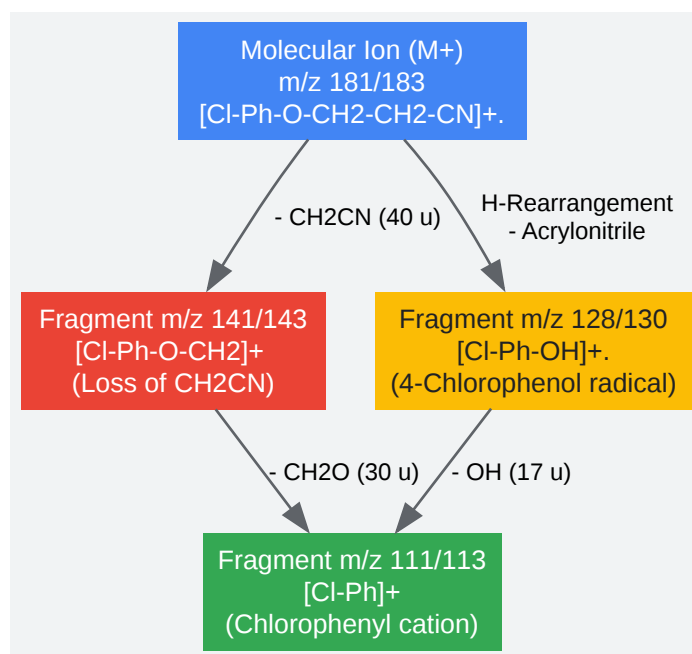 Molecular Ion (M+)
m/z 181/183
[Cl-Ph-O-CH2-CH2-CN]+.
- CH2CN (40 u)
H-Rearrangement
- Acrylonitrile
Fragment m/z 141/143
[Cl-Ph-O-CH2]+
(Loss of CH2CN)
Fragment m/z 128/130
[Cl-Ph-OH]+.
(4-Chlorophenol radical)
- CH2O (30 u)
- OH (17 u)
Fragment m/z 111/113
[Cl-Ph]+
(Chlorophenyl cation)